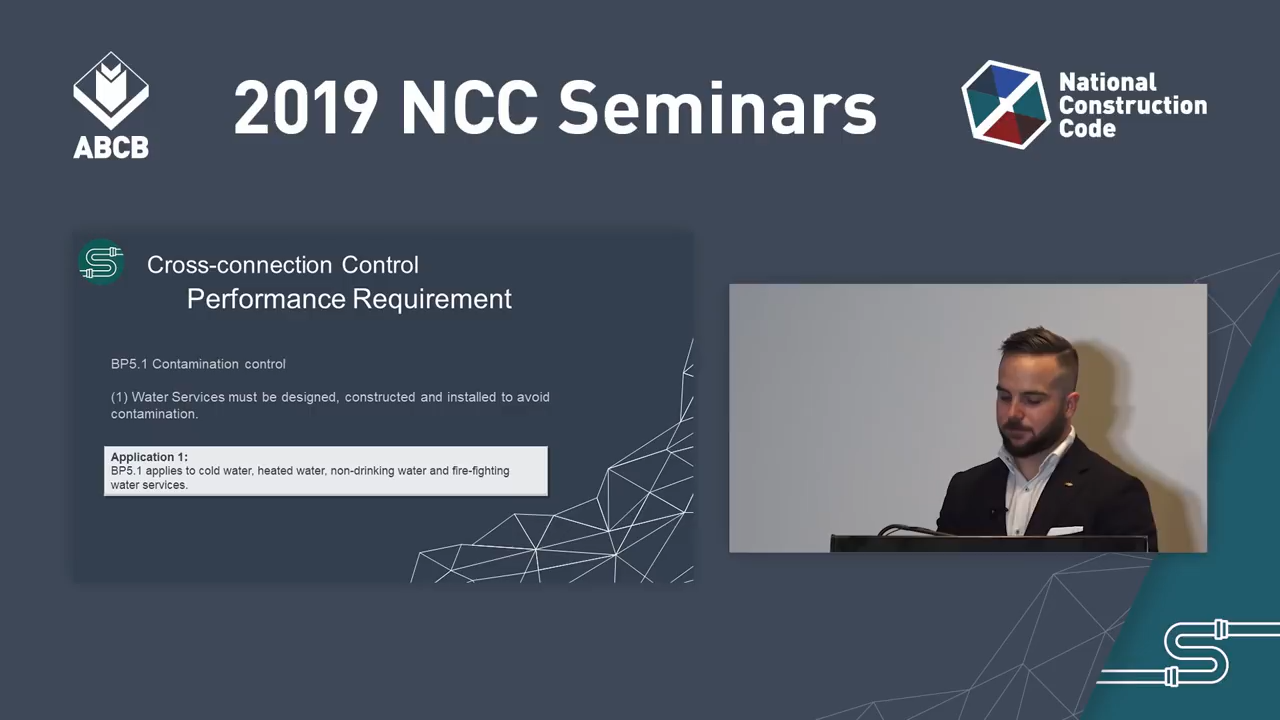 ABCB
2019 NCC Seminars
National
Construction
Code
Cross-connection Control
Performance Requirement
BP5.1 Contamination control
(1) Water Services must be designed, constructed and installed to avoid
contamination.
Application 1:
BP5.1 applies to cold water, heated water, non-drinking water and fire-fighting
water services.